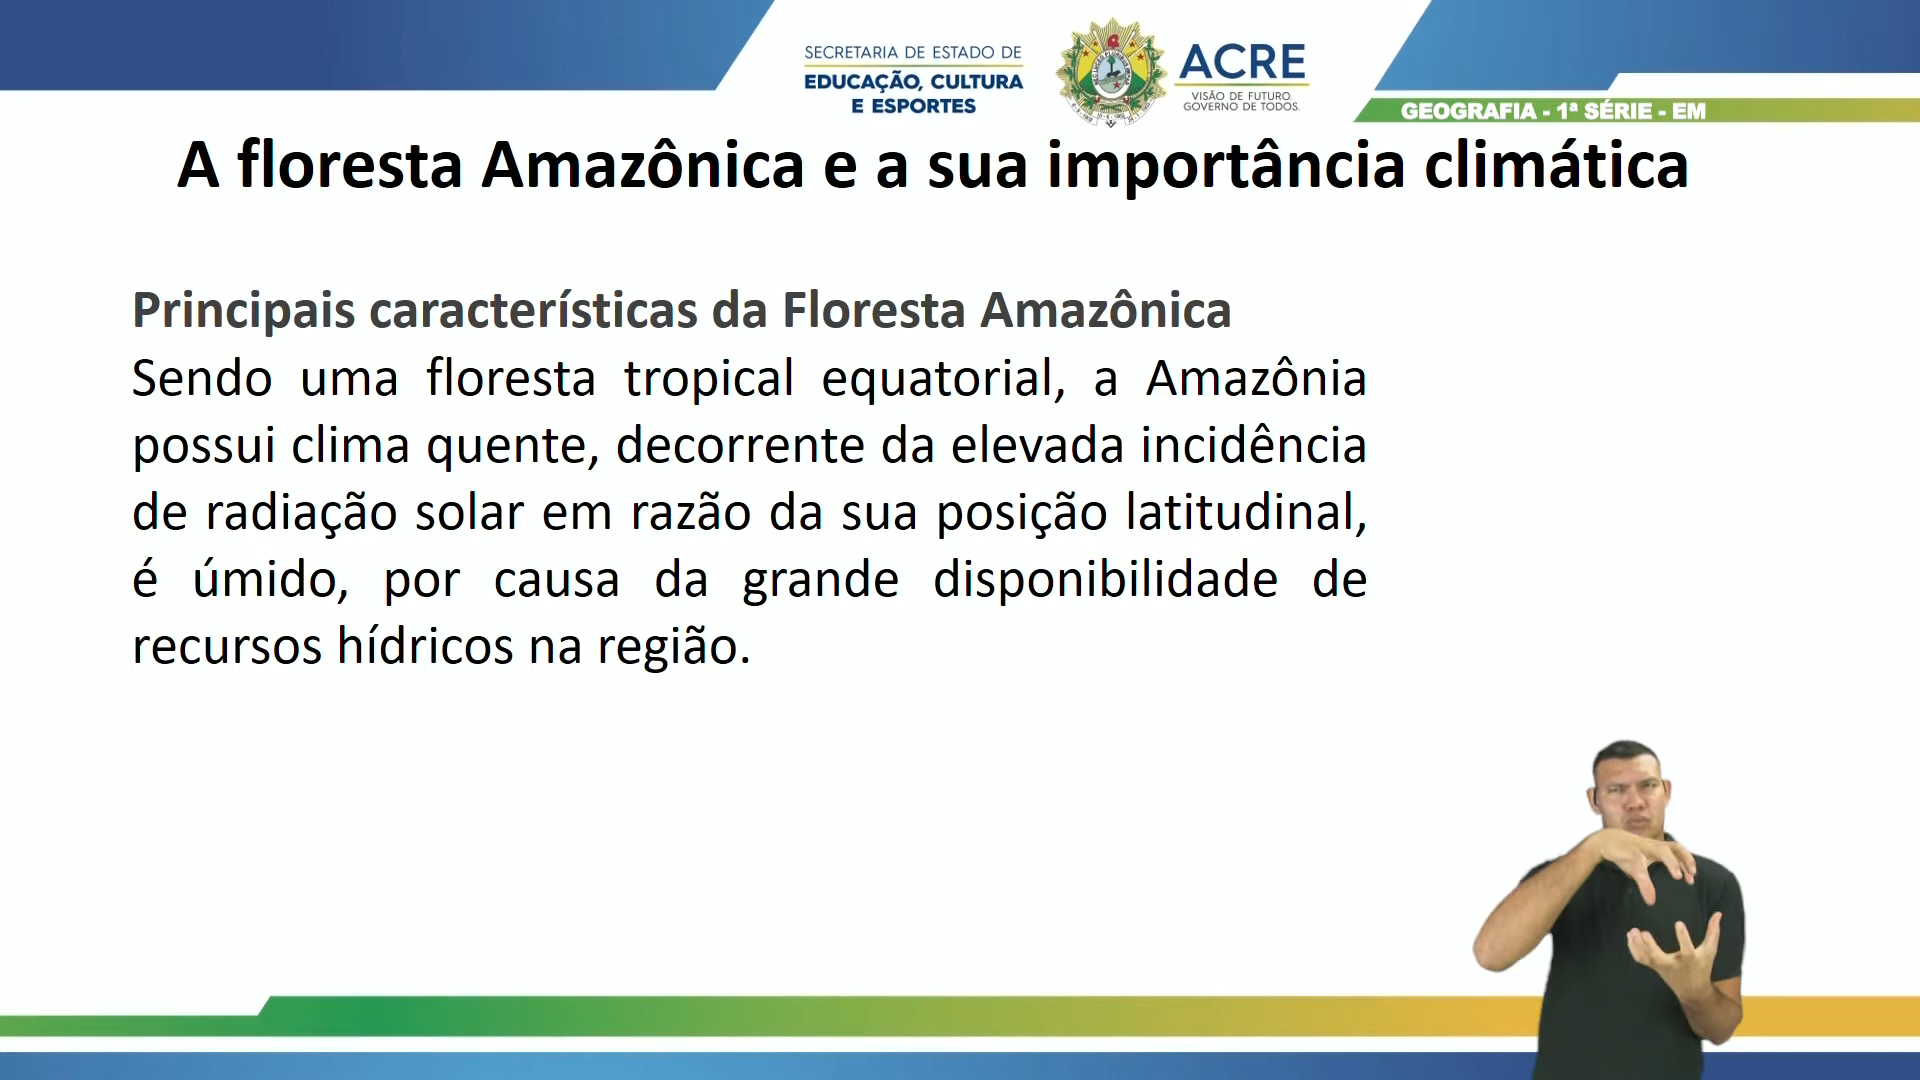 SECRETARIA DE ESTADO DE
EDUCAÇÃO, CULTURA
E ESPORTES
ACRE
VISÃO DE FUTURO.
GOVERNO DE TODOS.
GEOGRAFIA - 1ª SÉRIE - EM
A floresta Amazônica e a sua importância climática
Principais características da Floresta Amazônica
Sendo uma floresta tropical equatorial, a Amazônia
possui clima quente, decorrente da elevada incidência
de radiação solar em razão da sua posição latitudinal,
é úmido, por causa da grande disponibilidade de
recursos hídricos na região.